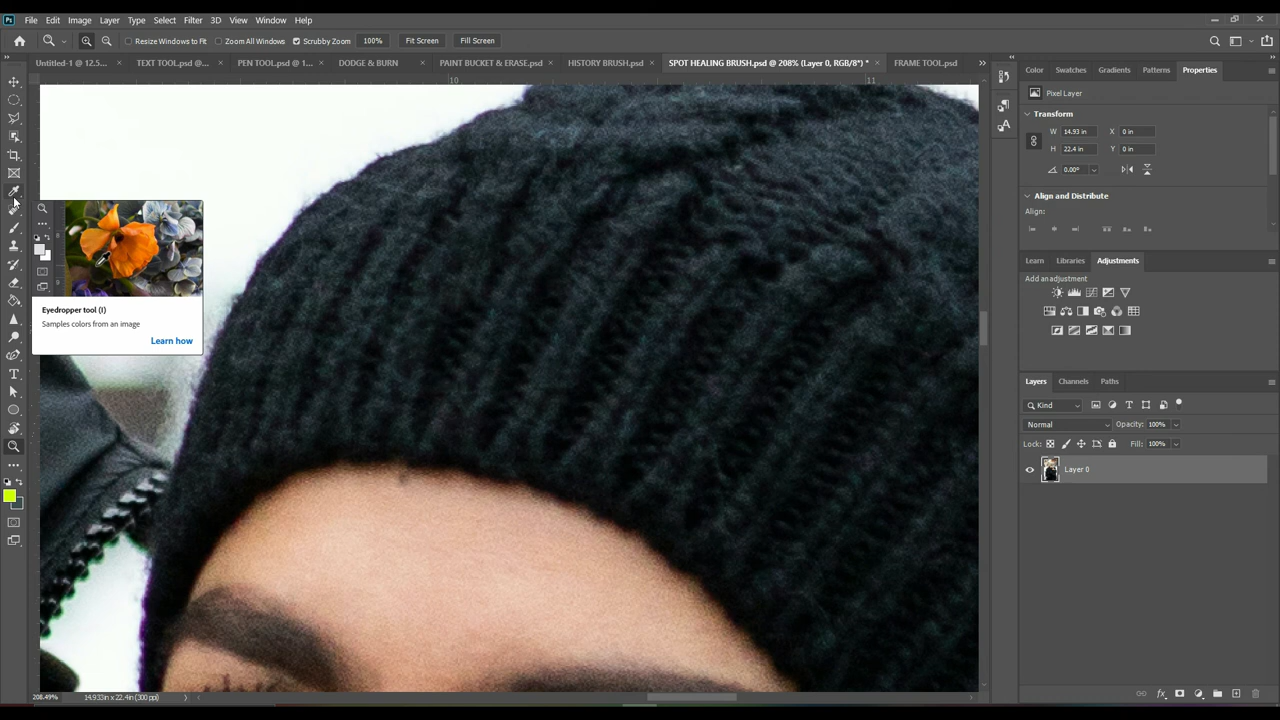 Ps File Edit Image Layer Type Select Filter 3D View Window Help
Resize Windows to Fit Scroll All Windows Scrubby Zoom 100% Fit Screen Fill Screen
Untitled-1 @ 12.5... × TEXT TOOL.psd @... × PEN TOOL.psd @ 1... × DODGE & BURN × PAINT BUCKET & ERASE.psd × HISTORY BRUSH.psd × SPOT HEALING BRUSH.psd @ 208% (Layer 0, RGB/8*) * × FRAME TOOL.psd
10 11
Eyedropper tool (I)
Samples colors from an image
Learn how
208.49% 14.933in x 22.4in (300 ppi)
Color Swatches Gradients Patterns Properties
Pixel Layer
Transform
W 14.93 in X 0 in
H 22.4 in Y 0 in
0.00°
Align and Distribute
Align:
Learn Libraries Adjustments
Add an adjustment
Layers Channels Paths
Kind
Normal Opacity: 100%
Lock: Fill: 100%
Layer 0
fx